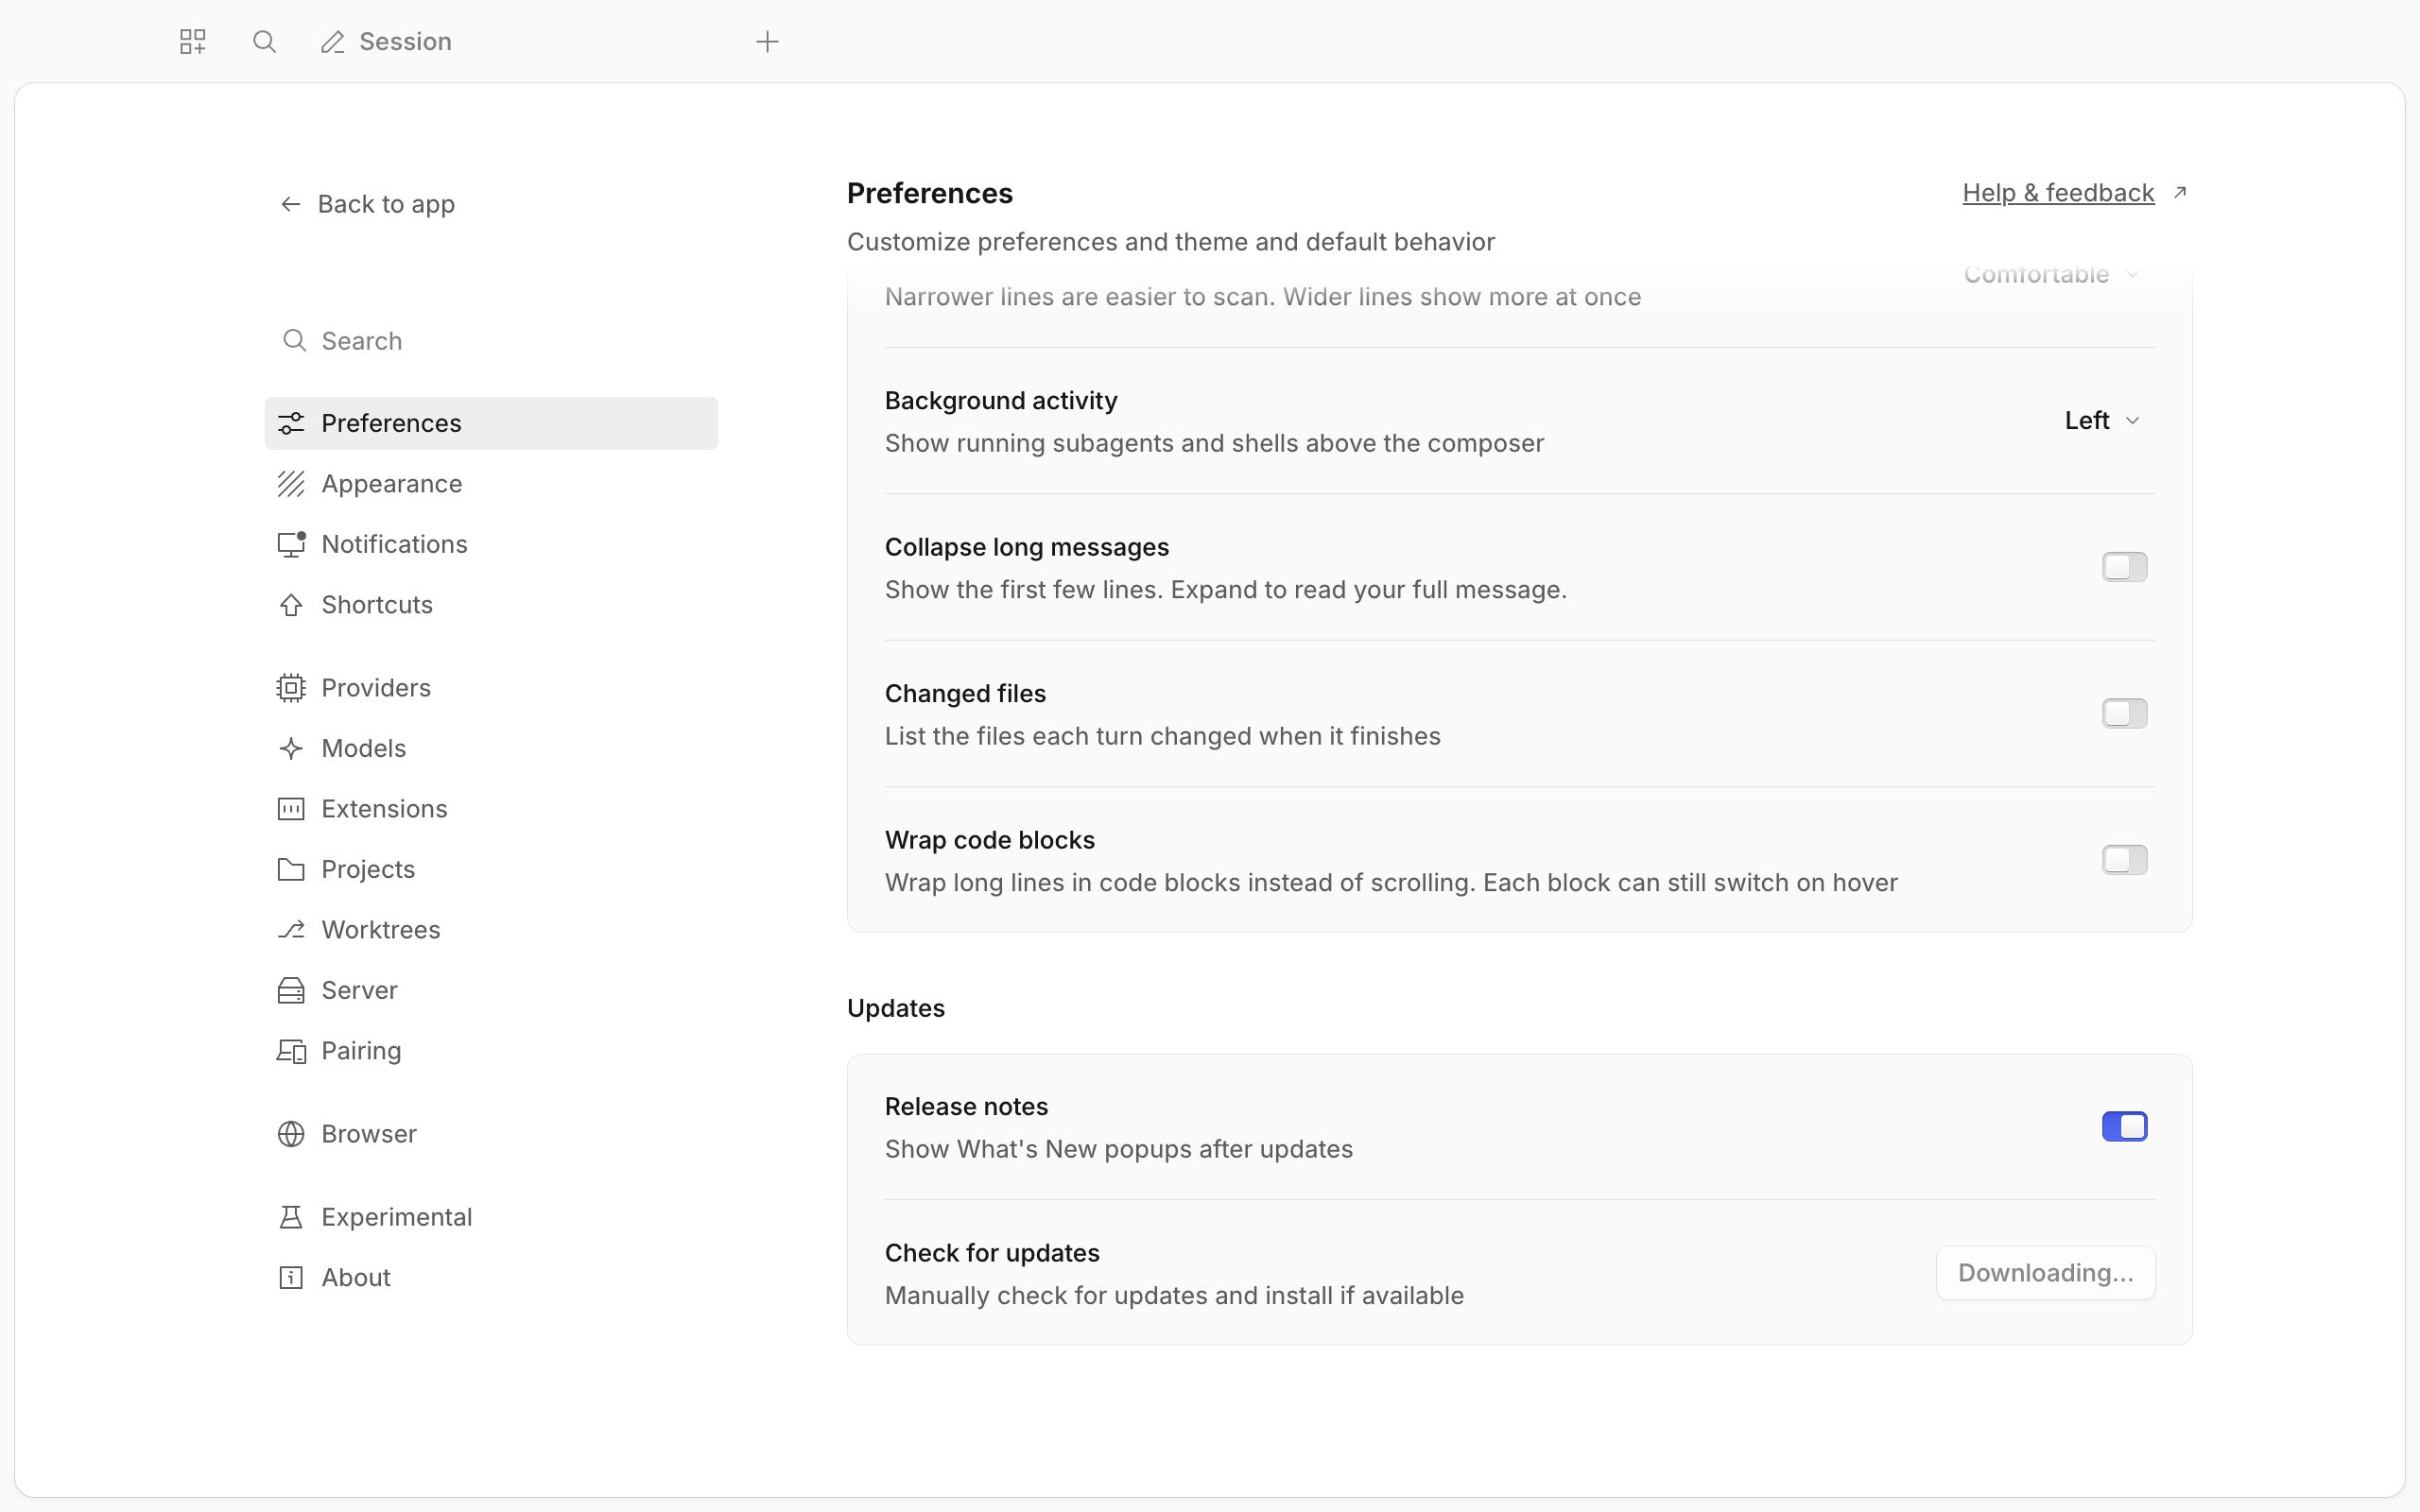 Session
Back to app
Search
Preferences
Appearance
Notifications
Shortcuts
Providers
Models
Extensions
Projects
Worktrees
Server
Pairing
Browser
Experimental
About
Preferences
Help & feedback
Customize preferences and theme and default behavior
Comfortable
Narrower lines are easier to scan. Wider lines show more at once
Background activity
Show running subagents and shells above the composer
Left
Collapse long messages
Show the first few lines. Expand to read your full message.
Changed files
List the files each turn changed when it finishes
Wrap code blocks
Wrap long lines in code blocks instead of scrolling. Each block can still switch on hover
Updates
Release notes
Show What's New popups after updates
Check for updates
Manually check for updates and install if available
Downloading...